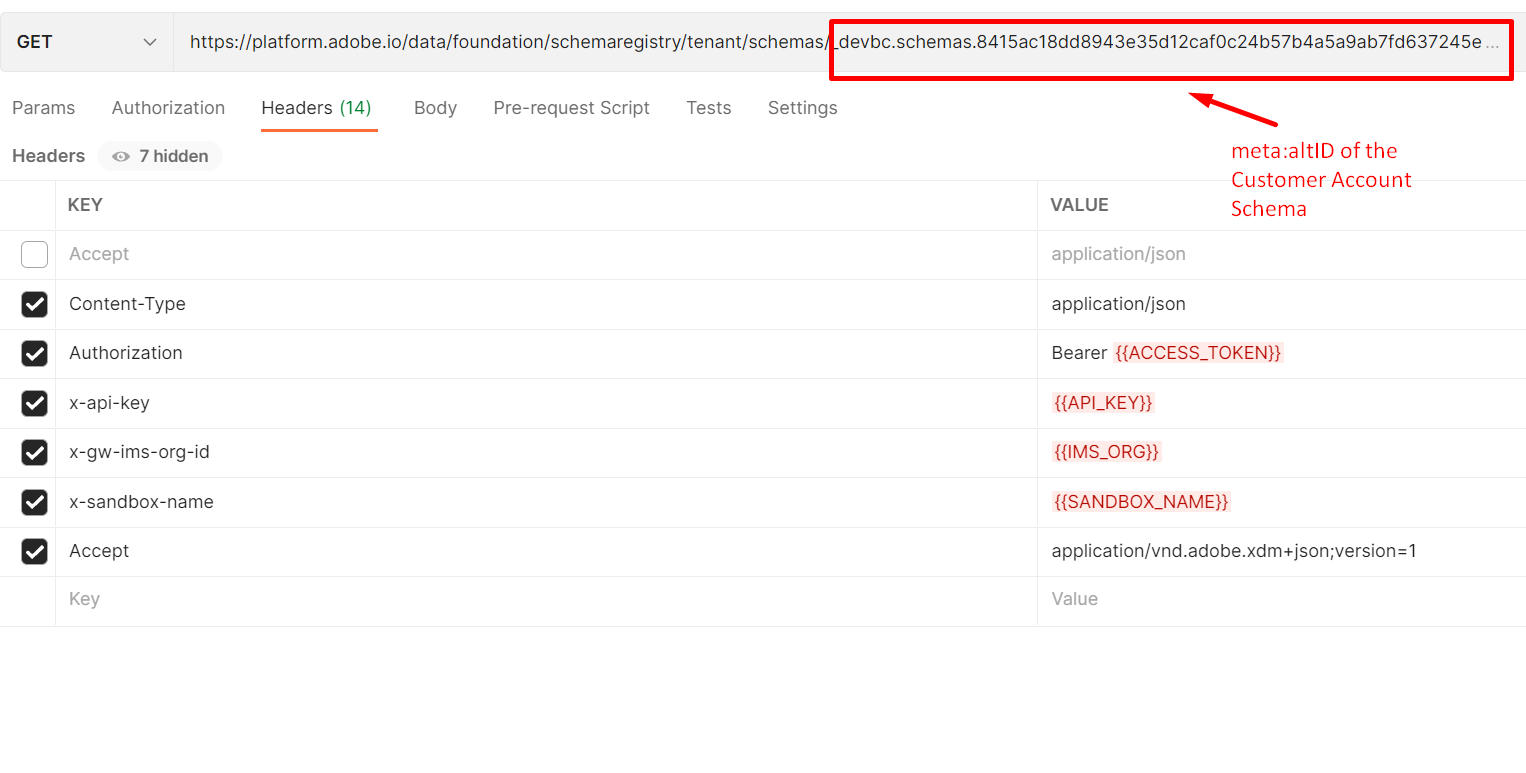 GET https://platform.adobe.io/data/foundation/schemaregistry/tenant/schemas/_devbc.schemas.8415ac18dd8943e35d12caf0c24b57b4a5a9ab7fd637245e...
Params Authorization Headers (14) Body Pre-request Script Tests Settings
meta:altID of the
Customer Account
Schema
Headers 7 hidden
KEY VALUE
Accept application/json
Content-Type application/json
Authorization Bearer {{ACCESS_TOKEN}}
x-api-key {{API_KEY}}
x-gw-ims-org-id {{IMS_ORG}}
x-sandbox-name {{SANDBOX_NAME}}
Accept application/vnd.adobe.xdm+json;version=1
Key Value